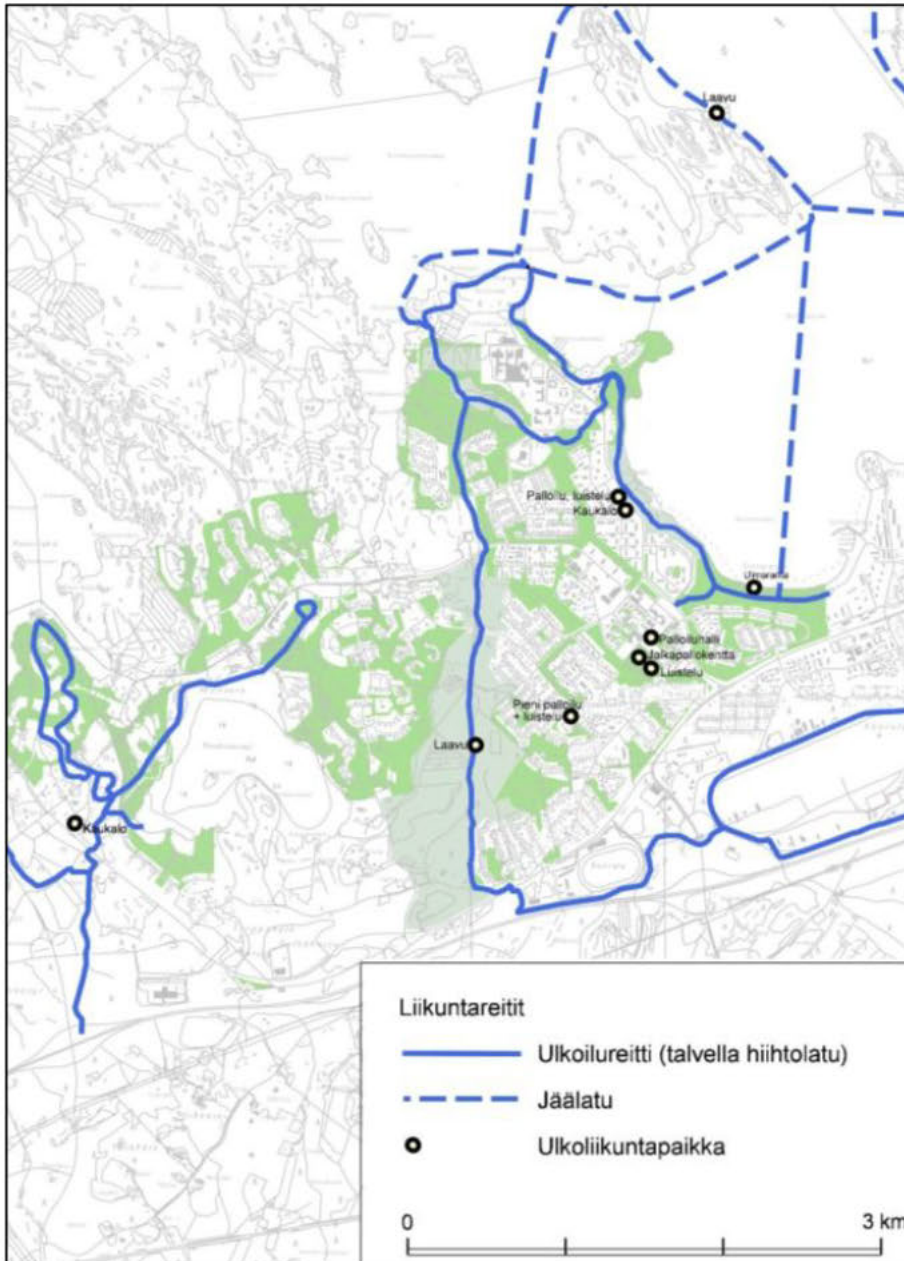 Laavu
Palloilu, luistelu
Kaukalo
Uimaranta
Palloiluhalli
Jalkapallokenttä
Luistelu
Pieni palloilu
+ luistelu
Laavu
Kaukalo
Liikuntareitit
Ulkoilureitti (talvella hiihtolatu)
Jäälatu
Ulkoliikuntapaikka
0
3 km